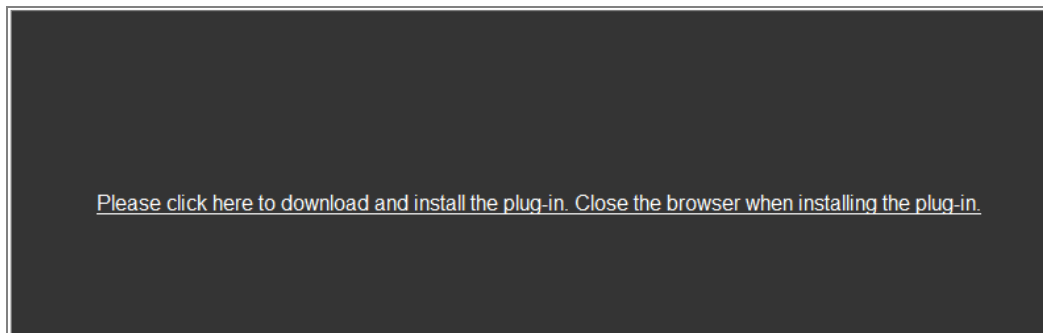 Please click here to download and install the plug-in. Close the browser when installing the plug-in.